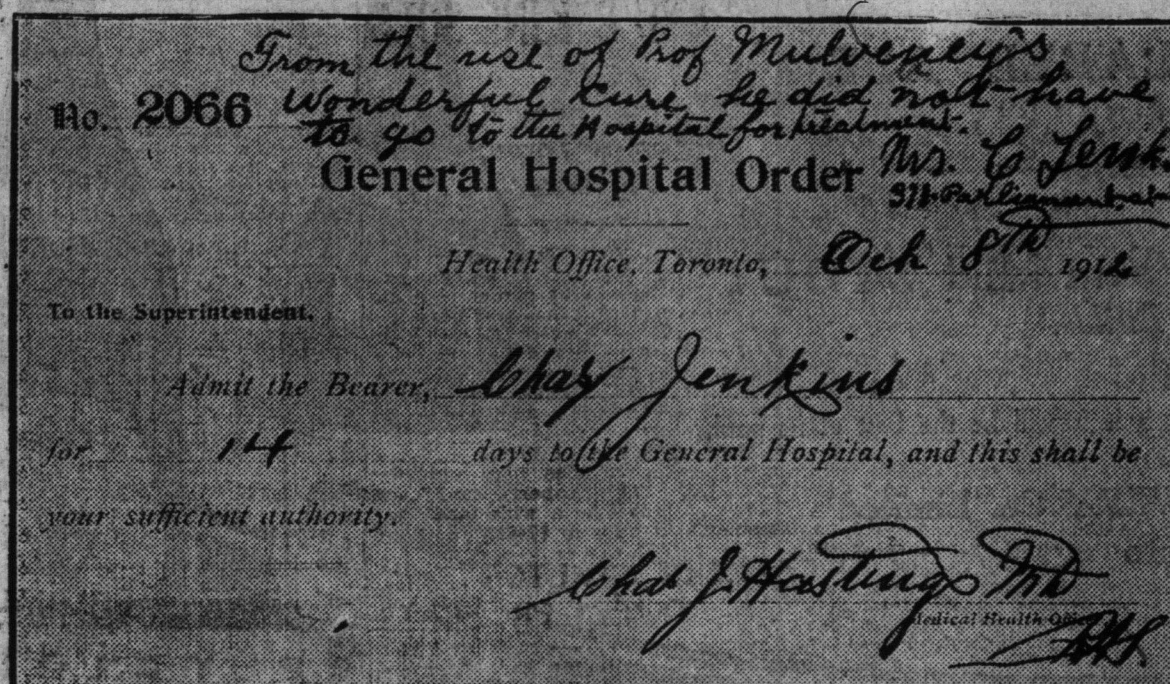 From the use of Prof Mulveney's
No. 2066 Wonderful Cure he did not have
to go to the Hospital for treatment.
General Hospital Order Mrs. C Jenk
Parliament st
Health Office, Toronto, Oct 8th 1912
To the Superintendent.
Admit the Bearer, Chas Jenkins
for 14 days to the General Hospital, and this shall be
your sufficient authority.
Chas J. Hastings MD
Medical Health Officer